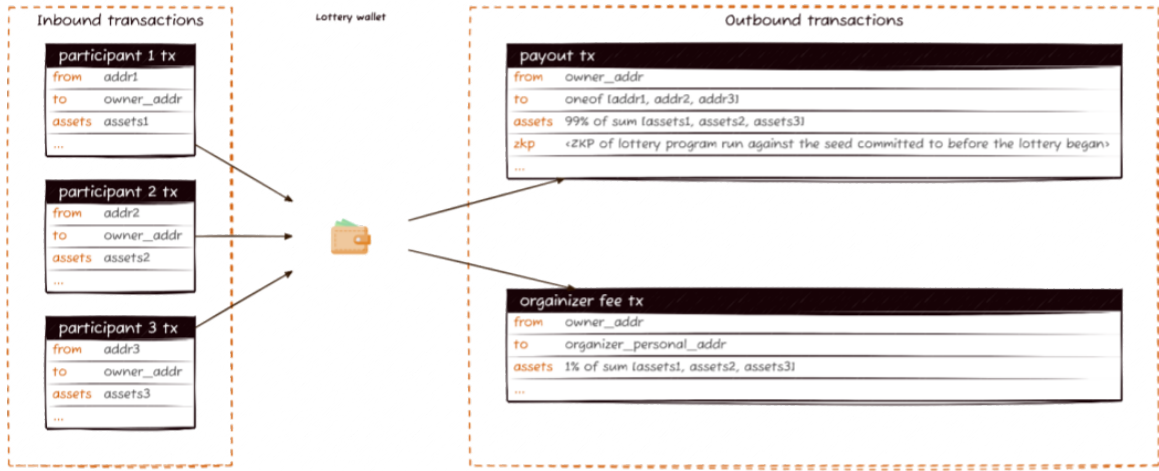 Inbound transactions
participant 1 tx
from addr1
to owner_addr
assets assets1
...
participant 2 tx
from addr2
to owner_addr
assets assets2
...
participant 3 tx
from addr3
to owner_addr
assets assets3
...
Lottery wallet
Outbound transactions
payout tx
from owner_addr
to oneof [addr1, addr2, addr3]
assets 99% of sum [assets1, assets2, assets3]
zkp <ZKP of lottery program run against the seed committed to before the lottery began>
...
orgainizer fee tx
from owner_addr
to organizer_personal_addr
assets 1% of sum [assets1, assets2, assets3]
...